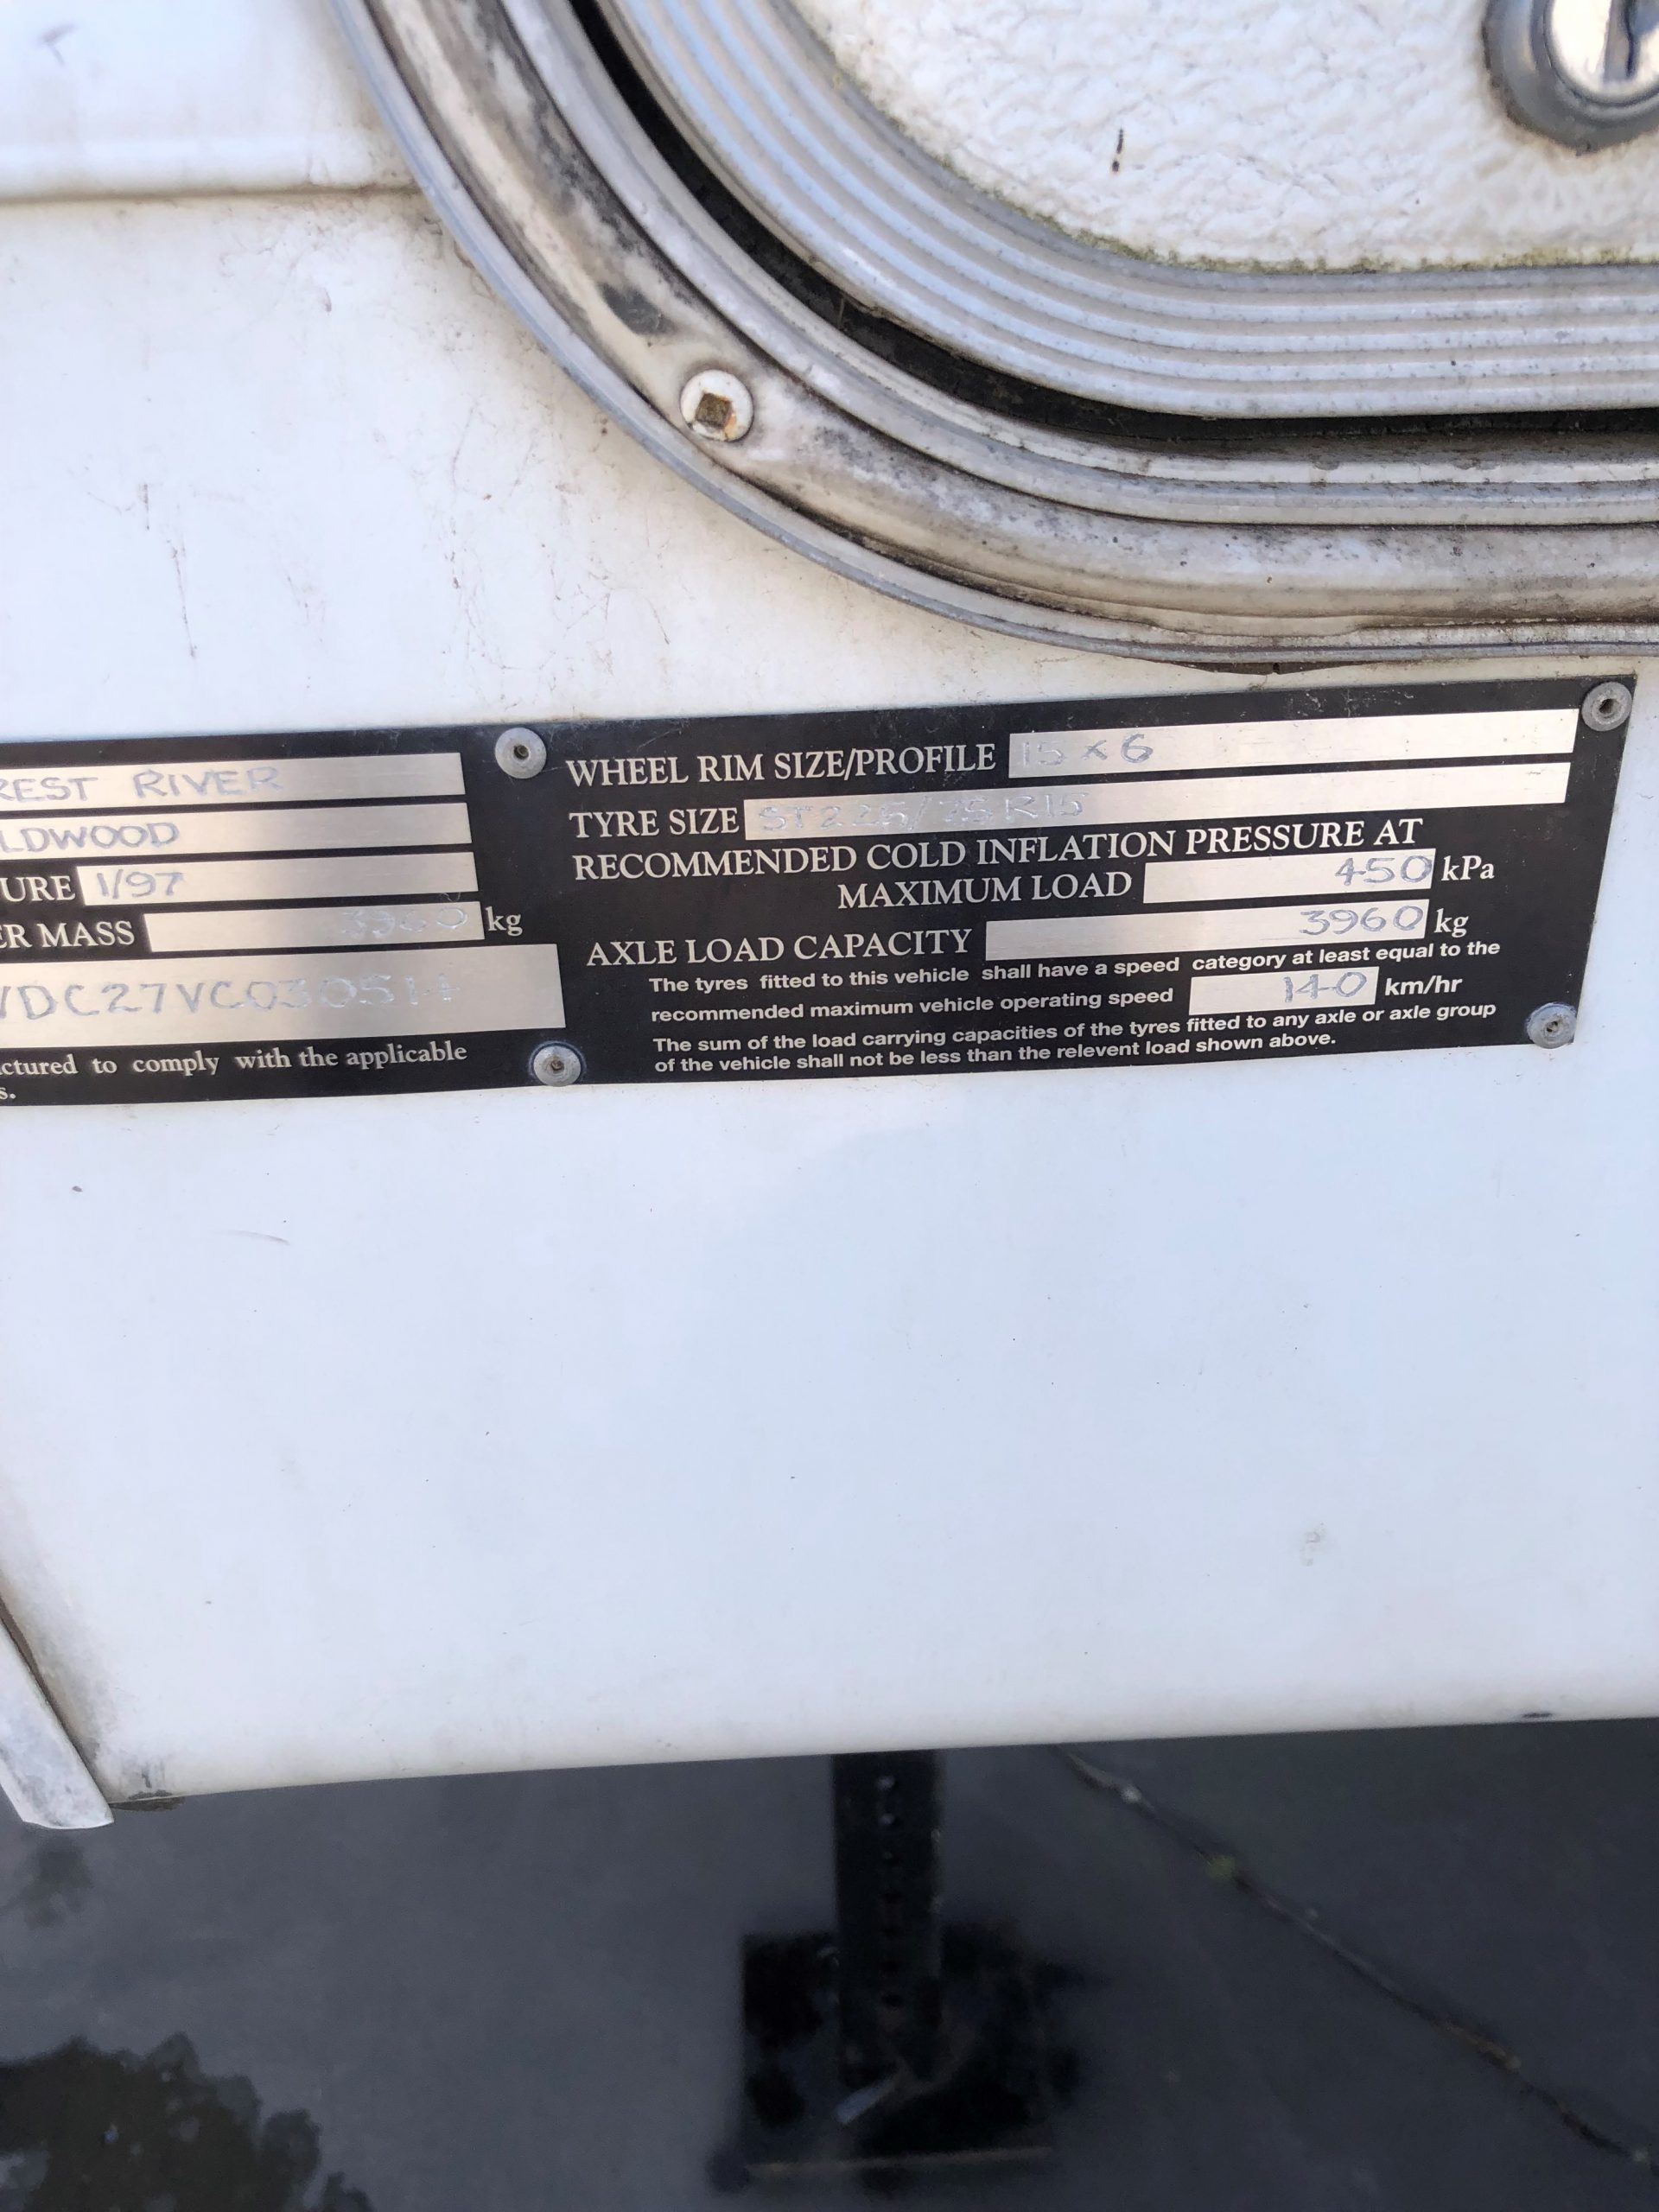 REST RIVER
LDWOOD
URE 1/97
ER MASS 3960 kg
VDC27VC030514
ctured to comply with the applicable
s.
WHEEL RIM SIZE/PROFILE 15 x 6
TYRE SIZE ST225/75R15
RECOMMENDED COLD INFLATION PRESSURE AT
MAXIMUM LOAD 450 kPa
AXLE LOAD CAPACITY 3960 kg
The tyres fitted to this vehicle shall have a speed category at least equal to the
recommended maximum vehicle operating speed 140 km/hr
The sum of the load carrying capacities of the tyres fitted to any axle or axle group
of the vehicle shall not be less than the relevent load shown above.